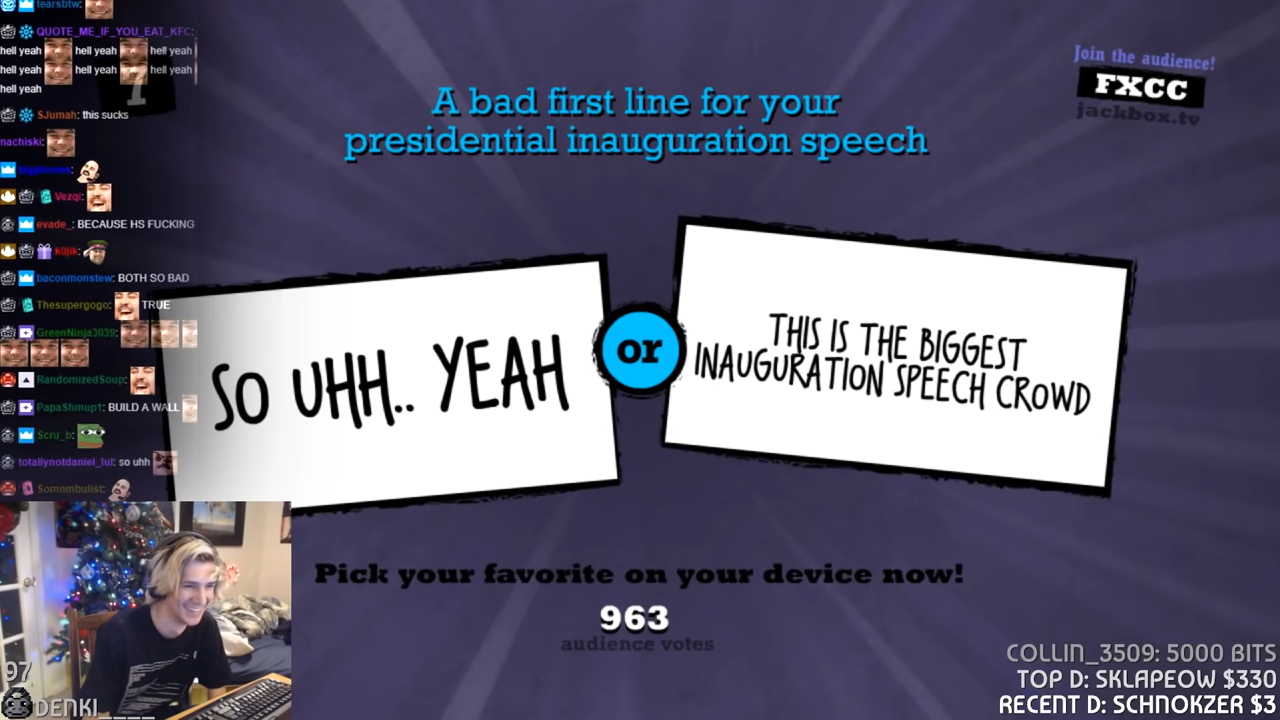 tearsbtw:
QUOTE_ME_IF_YOU_EAT_KFC:
hell yeah hell yeah hell yeah
hell yeah hell yeah hell yeah
hell yeah
SJumah: this sucks
nachiski:
Vezqi:
evade_: BECAUSE HS FUCKING
k0jik:
baconmonstew: BOTH SO BAD
Thesupergogo: TRUE
GreenNinja3039:
RandomizedSoup:
PapaShmup1: BUILD A WALL
Scru_b:
totallynotdaniel_lul: so uhh
Somnmbulist:
A bad first line for your
presidential inauguration speech
Join the audience!
FXCC
jackbox.tv
SO UHH.. YEAH
or
THIS IS THE BIGGEST
INAUGURATION SPEECH CROWD
Pick your favorite on your device now!
963
audience votes
97
DENKI____
COLLIN_3509: 5000 BITS
TOP D: SKLAPEOW $330
RECENT D: SCHNOKZER $3